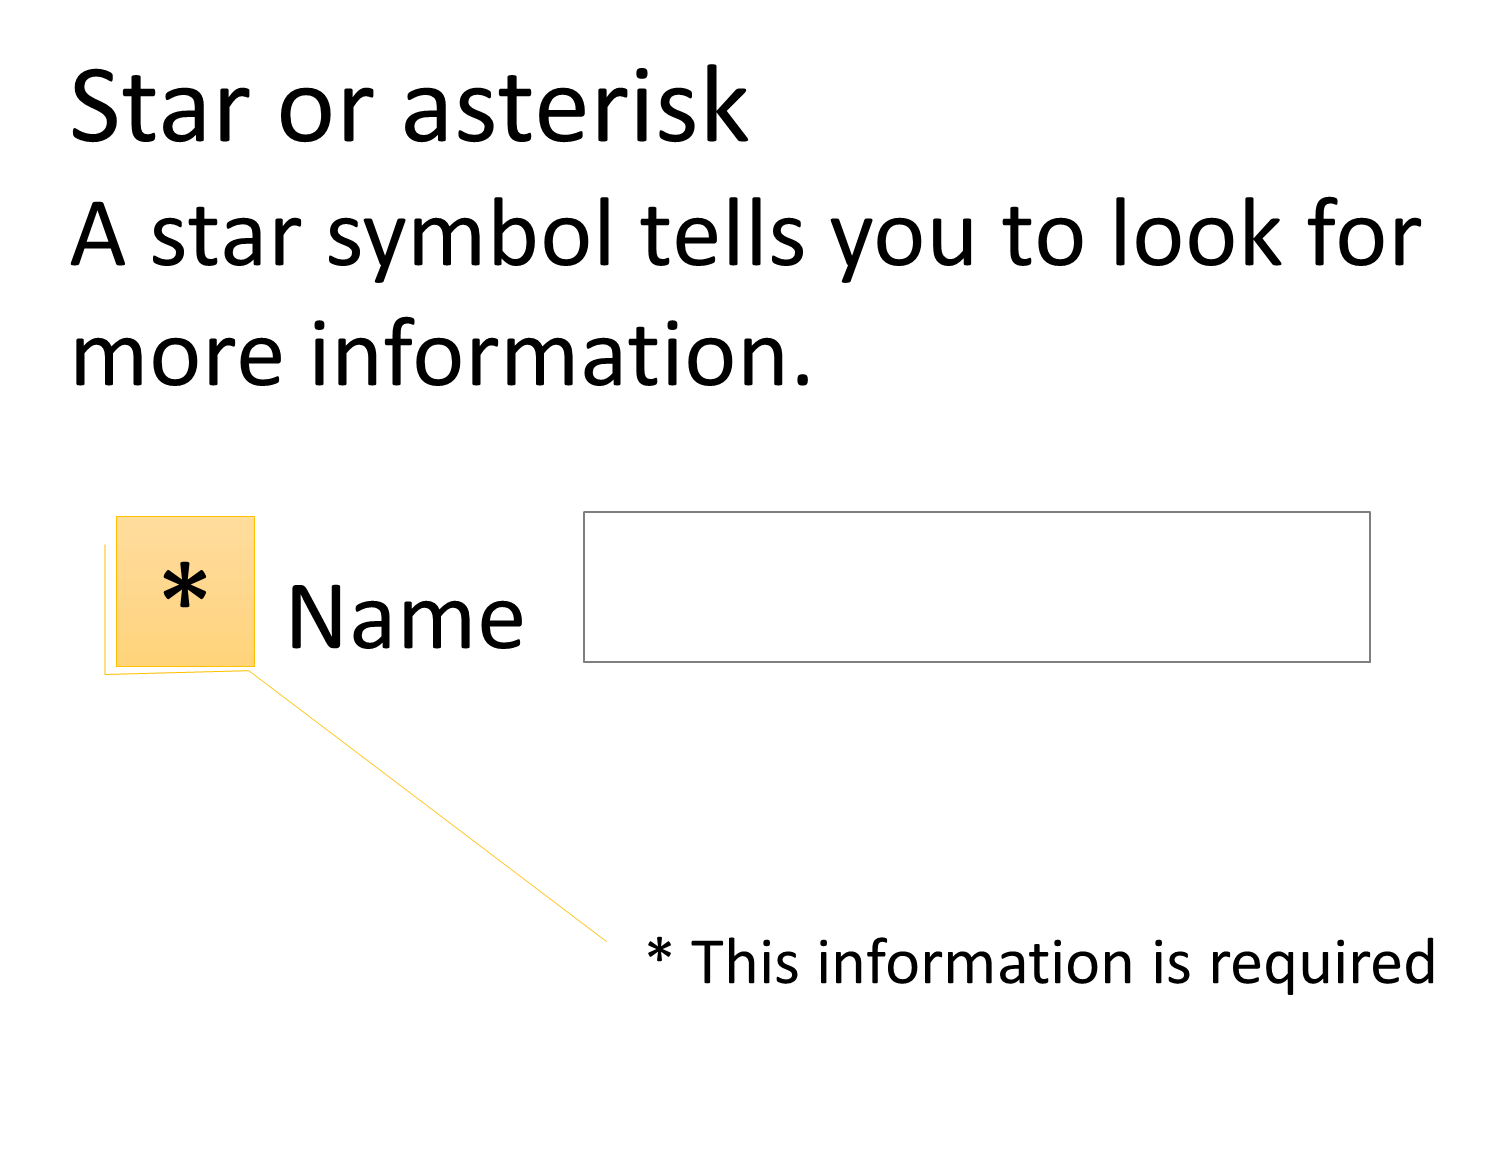 Star or asterisk
A star symbol tells you to look for
more information.
* Name
* This information is required